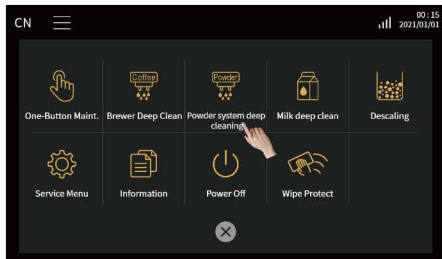 CN
00:15
2021/01/01
Coffee
Powder
One-Button Maint.
Brewer Deep Clean
Powder system deep
cleaning
Milk deep clean
Descaling
Service Menu
Information
Power Off
Wipe Protect